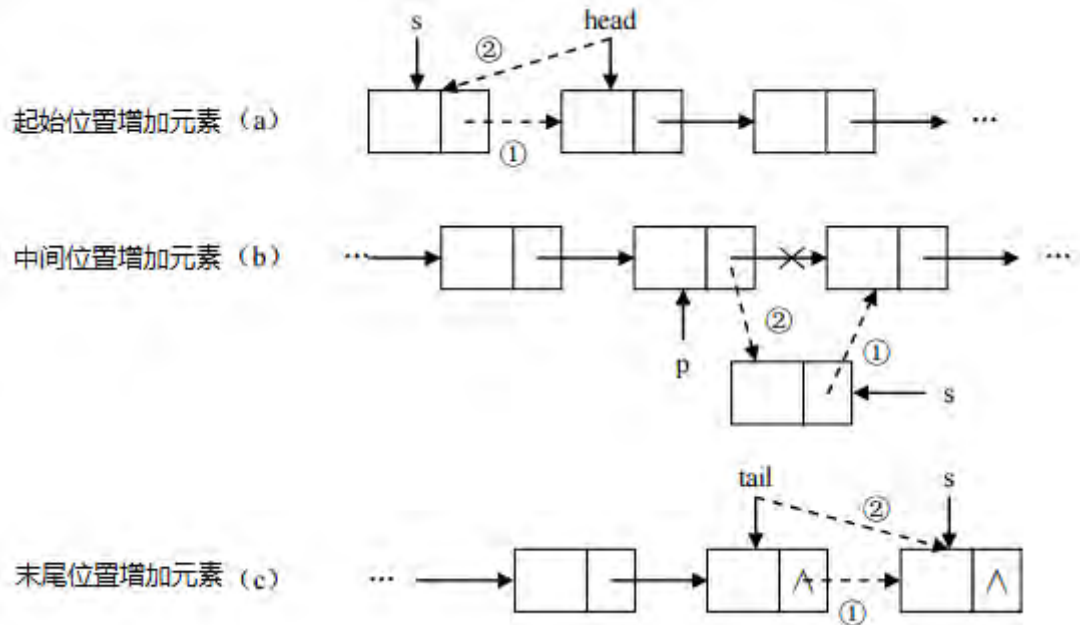 s head
②
起始位置增加元素（a） ...
①
中间位置增加元素（b） ... ...
②
①
p
s
tail s
②
末尾位置增加元素（c） ... ∧ ∧
①